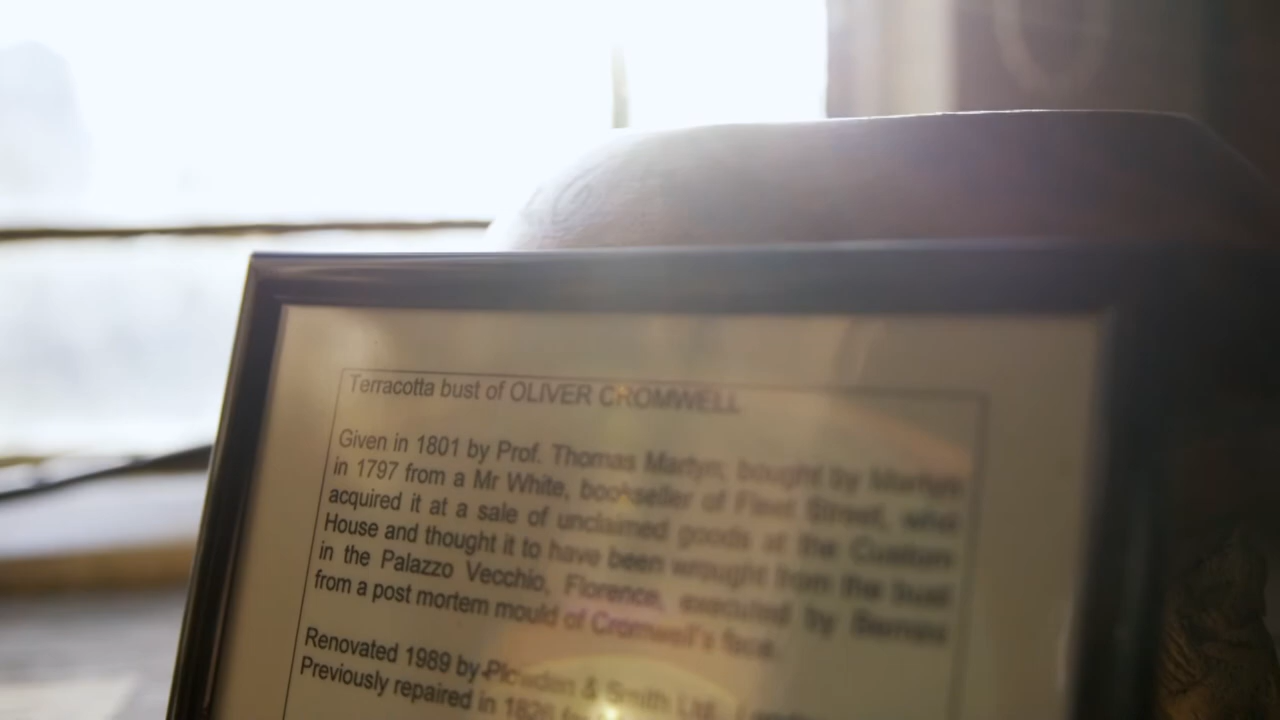 Terracotta bust of OLIVER CROMWELL
Given in 1801 by Prof. Thomas Martyn; bought by Martyn
in 1797 from a Mr White, bookseller of Fleet Street, who
acquired it at a sale of unclaimed goods at the Custom
House and thought it to have been wrought from the bust
in the Palazzo Vecchio, Florence, executed by
from a post mortem mould of Cromwell's face.
Renovated 1989 by Plowden & Smith Ltd.,
Previously repaired in